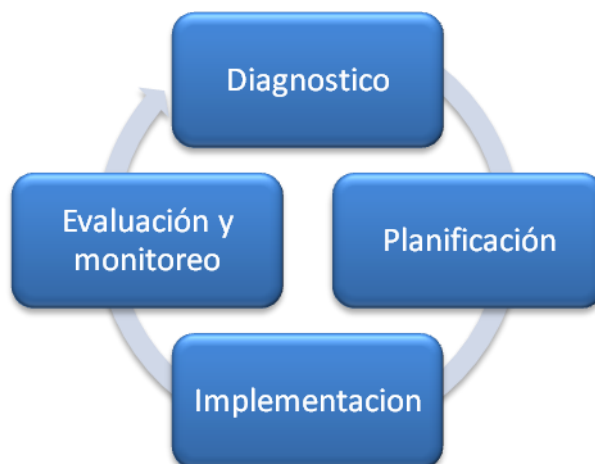 Diagnostico
Planificación
Implementacion
Evaluación y
monitoreo